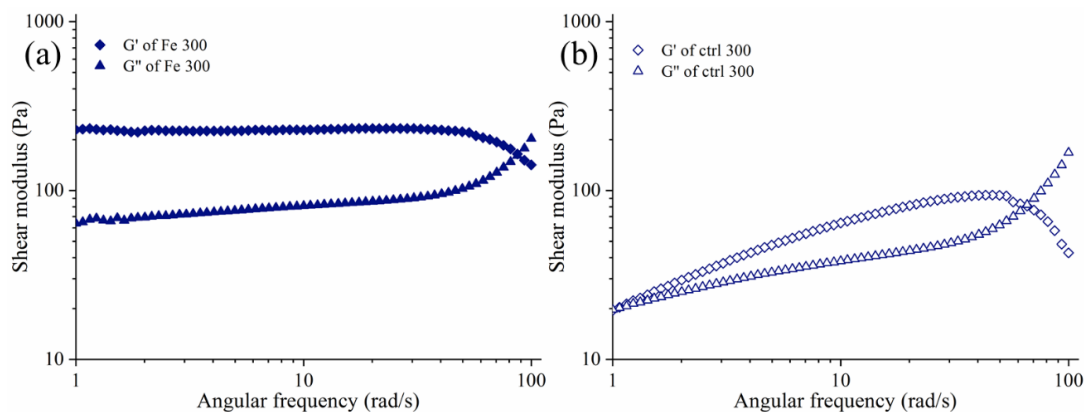 1000
(a)
G' of Fe 300
G" of Fe 300
100
10
1
10
100
Shear modulus (Pa)
Angular frequency (rad/s)
1000
(b)
G' of ctrl 300
G" of ctrl 300
100
10
1
10
100
Shear modulus (Pa)
Angular frequency (rad/s)